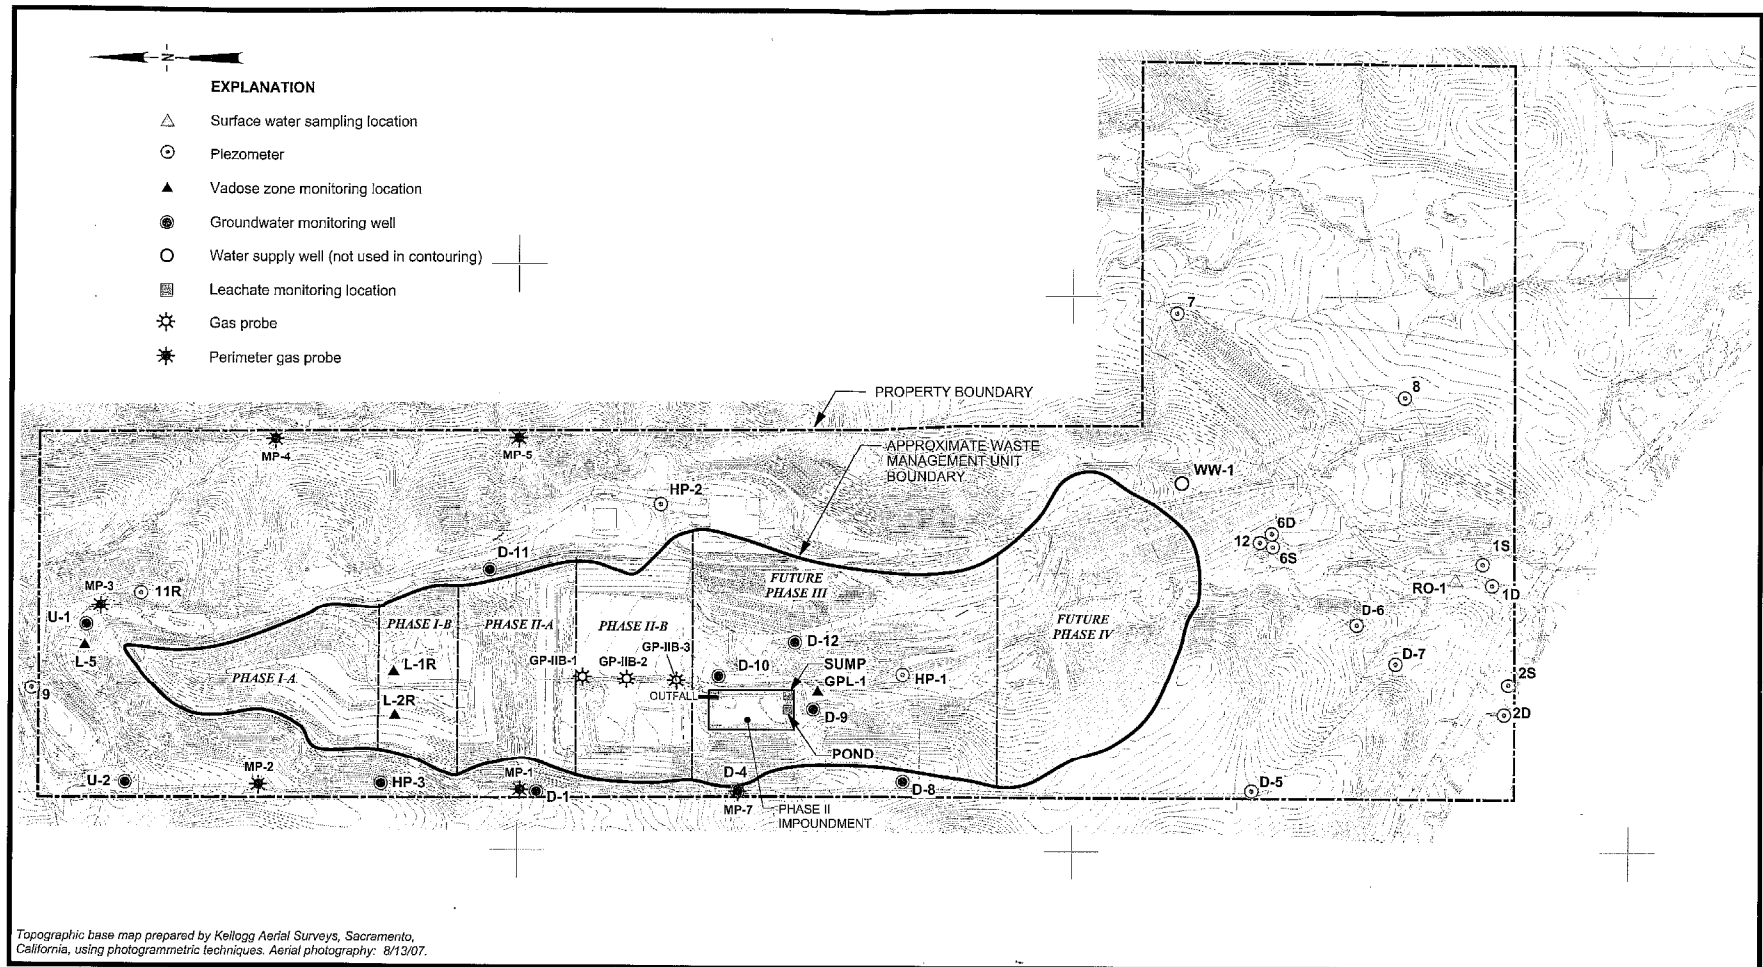 N
EXPLANATION
Surface water sampling location
Piezometer
Vadose zone monitoring location
Groundwater monitoring well
Water supply well (not used in contouring)
Leachate monitoring location
Gas probe
Perimeter gas probe
7
8
PROPERTY BOUNDARY
APPROXIMATE WASTE
MANAGEMENT UNIT
BOUNDARY
MP-4
MP-5
WW-1
HP-2
6D
12
6S
1S
RO-1
1D
D-11
MP-3
11R
U-1
L-5
FUTURE
PHASE III
PHASE I-B
PHASE II-A
PHASE II-B
FUTURE
PHASE IV
D-6
D-12
GP-IIB-3
GP-IIB-1
GP-IIB-2
L-1R
D-10
SUMP
GPL-1
HP-1
D-7
PHASE I-A
9
OUTFALL
L-2R
D-9
2S
2D
POND
U-2
MP-2
HP-3
MP-1
D-1
D-4
MP-7
D-8
D-5
PHASE II
IMPOUNDMENT
Topographic base map prepared by Kellogg Aerial Surveys, Sacramento,
California, using photogrammetric techniques. Aerial photography: 8/13/07.